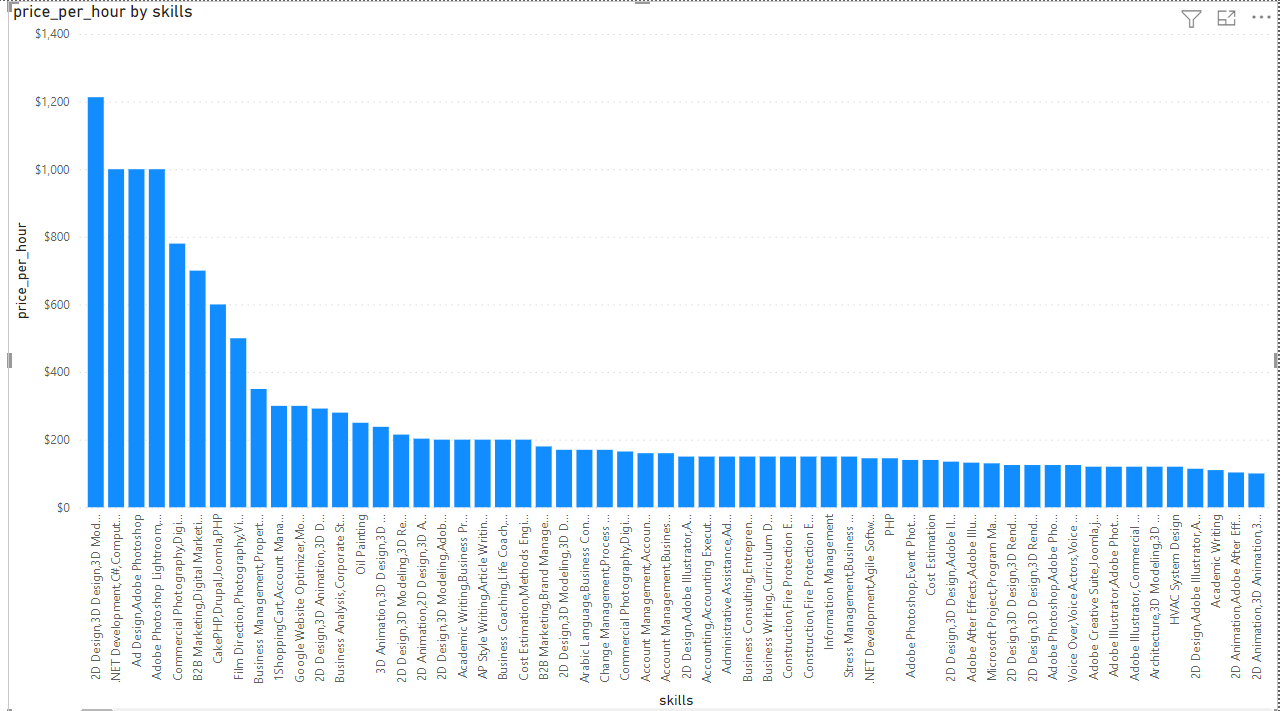 price_per_hour by skills
$1,400
$1,200
$1,000
$800
$600
$400
$200
$0
price_per_hour
2D Design,3D Design,3D Mod...
.NET Development,C#,Comput...
Ad Design,Adobe Photoshop
Adobe Photoshop Lightroom,...
Commercial Photography,Digi...
B2B Marketing,Digital Marketi...
CakePHP,Drupal,Joomla,PHP
Film Direction,Photography,Vi...
Business Management,Propert...
1ShoppingCart,Account Mana...
Google Website Optimizer,Mo...
2D Design,3D Animation,3D D...
Business Analysis,Corporate St...
Oil Painting
3D Animation,3D Design,3D ...
2D Design,3D Modeling,3D Re...
2D Animation,2D Design,3D A...
2D Design,3D Modeling,Adob...
Academic Writing,Business Pr...
AP Style Writing,Article Writin...
Business Coaching,Life Coach,...
Cost Estimation,Methods Engi...
B2B Marketing,Brand Manage...
2D Design,3D Modeling,3D D...
Arabic Language,Business Con...
Change Management,Process ...
Commercial Photography,Digi...
Account Management,Accoun...
Account Management,Busines...
2D Design,Adobe Illustrator,A...
Accounting,Accounting Execut...
Administrative Assistance,Ad...
Business Consulting,Entrepren...
Business Writing,Curriculum D...
Construction,Fire Protection E...
Construction,Fire Protection E...
Information Management
Stress Management,Business ...
.NET Development,Agile Softw...
PHP
Adobe Photoshop,Event Phot...
Cost Estimation
2D Design,3D Design,Adobe Il...
Adobe After Effects,Adobe Illu...
Microsoft Project,Program Ma...
2D Design,3D Design,3D Rend...
2D Design,3D Design,3D Rend...
Adobe Photoshop,Adobe Pho...
Voice Over,Voice Actors,Voice ...
Adobe Creative Suite,Joomla,j...
Adobe Illustrator,Adobe Phot...
Adobe Illustrator,Commercial ...
Architecture,3D Modeling,3D ...
HVAC System Design
2D Design,Adobe Illustrator,A...
Academic Writing
2D Animation,Adobe After Eff...
2D Animation,3D Animation,3...
skills